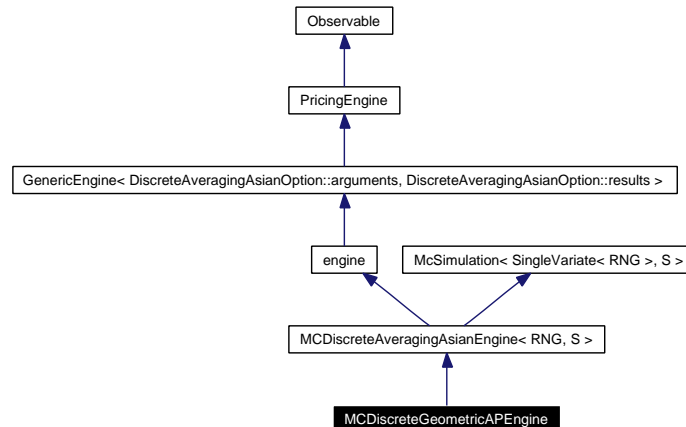 Observable
PricingEngine
GenericEngine< DiscreteAveragingAsianOption::arguments, DiscreteAveragingAsianOption::results >
engine
McSimulation< SingleVariate< RNG >, S >
MCDiscreteAveragingAsianEngine< RNG, S >
MCDiscreteGeometricAPEngine